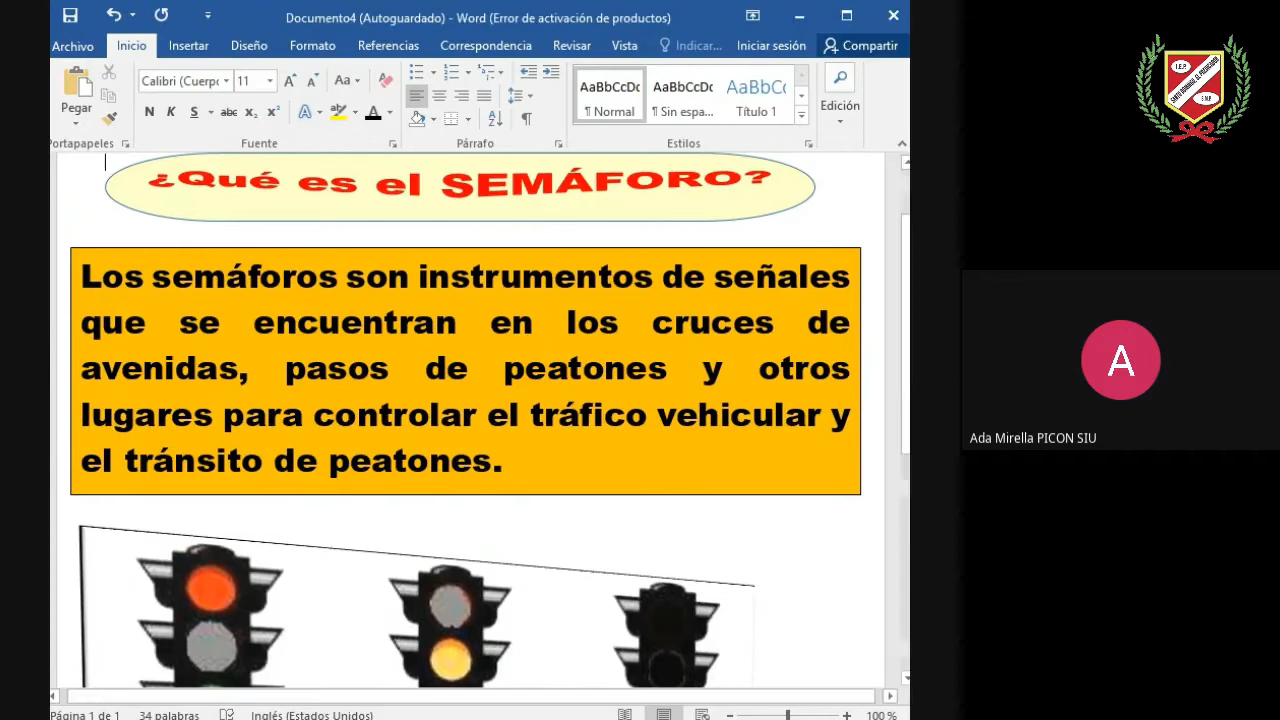 Documento4 (Autoguardado) - Word (Error de activación de productos)
Archivo Inicio Insertar Diseño Formato Referencias Correspondencia Revisar Vista Indicar... Iniciar sesión Compartir
Pegar
Calibri (Cuerpo 11
Aa
N K S abc x₂ x² A A
AaBbCcDc AaBbCcDc AaBbCc
¶ Normal ¶ Sin espa... Título 1
Edición
Portapapeles Fuente Párrafo Estilos
¿Qué es el SEMÁFORO?
Los semáforos son instrumentos de señales
que se encuentran en los cruces de
avenidas, pasos de peatones y otros
lugares para controlar el tráfico vehicular y
el tránsito de peatones.
Página 1 de 1 34 palabras Inglés (Estados Unidos) 100 %
I.E.P.
A
Ada Mirella PICON SIU